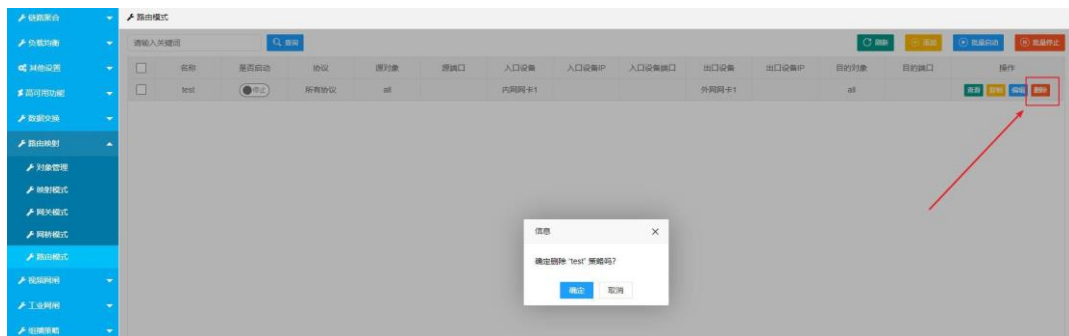 链路聚合
路由模式
负载均衡
请输入关键词
查询
刷新
添加
批量启动
批量停止
其他设置
名称
是否启动
协议
源对象
源端口
入口设备
入口设备IP
入口设备端口
出口设备
出口设备IP
目的对象
目的端口
操作
高可用功能
test
停止
所有协议
all
内网网卡1
外网网卡1
all
查看
复制
编辑
删除
数据交换
路由映射
对象管理
映射模式
网关模式
网桥模式
路由模式
信息
确定删除 'test' 策略吗?
确定
取消
视频网闸
工业网闸
组播策略